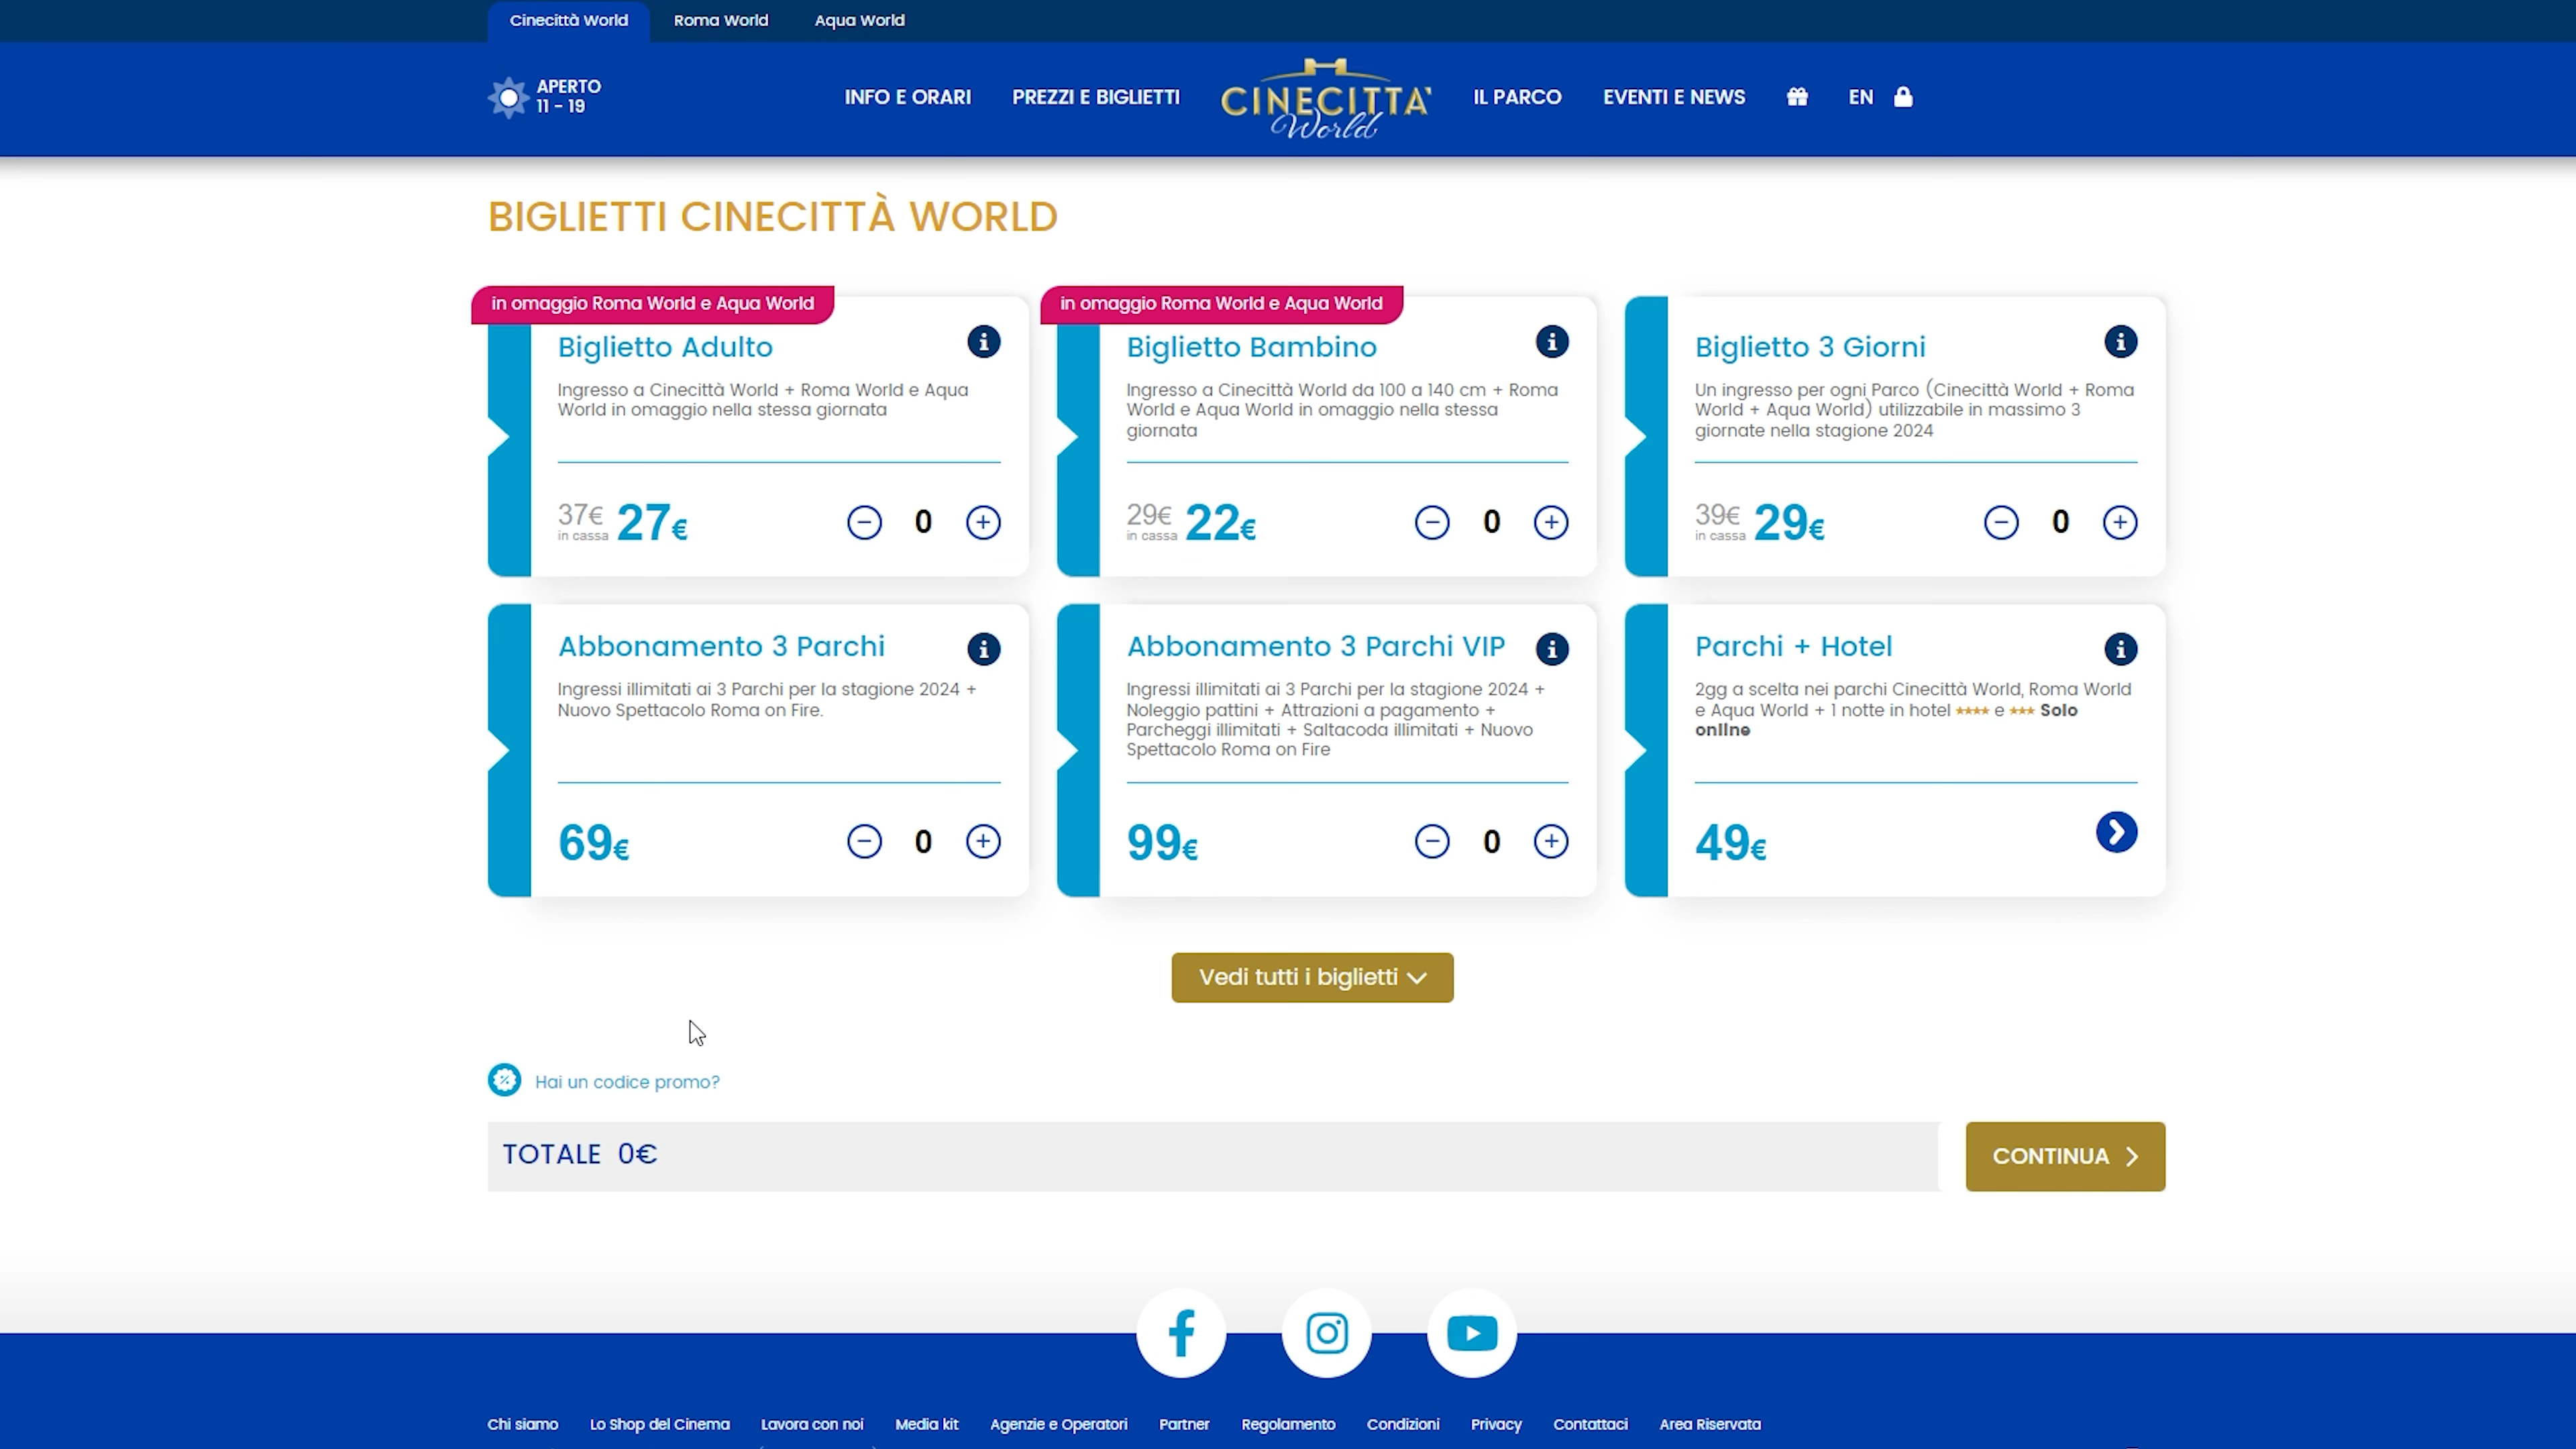 Cinecittà World
Roma World
Aqua World
APERTO
11 - 19
INFO E ORARI
PREZZI E BIGLIETTI
CINECITTA'
World
IL PARCO
EVENTI E NEWS
EN
BIGLIETTI CINECITTÀ WORLD
in omaggio Roma World e Aqua World
Biglietto Adulto
Ingresso a Cinecittà World + Roma World e Aqua
World in omaggio nella stessa giornata
37€
in cassa
27€
0
in omaggio Roma World e Aqua World
Biglietto Bambino
Ingresso a Cinecittà World da 100 a 140 cm + Roma
World e Aqua World in omaggio nella stessa
giornata
29€
in cassa
22€
0
Biglietto 3 Giorni
Un ingresso per ogni Parco (Cinecittà World + Roma
World + Aqua World) utilizzabile in massimo 3
giornate nella stagione 2024
39€
in cassa
29€
0
Abbonamento 3 Parchi
Ingressi illimitati ai 3 Parchi per la stagione 2024 +
Nuovo Spettacolo Roma on Fire.
69€
0
Abbonamento 3 Parchi VIP
Ingressi illimitati ai 3 Parchi per la stagione 2024 +
Noleggio pattini + Attrazioni a pagamento +
Parcheggi illimitati + Saltacoda illimitati + Nuovo
Spettacolo Roma on Fire
99€
0
Parchi + Hotel
2gg a scelta nei parchi Cinecittà World, Roma World
e Aqua World + 1 notte in hotel ★★★★ e ★★★ Solo
online
49€
Vedi tutti i biglietti
Hai un codice promo?
TOTALE 0€
CONTINUA
Chi siamo
Lo Shop del Cinema
Lavora con noi
Media kit
Agenzie e Operatori
Partner
Regolamento
Condizioni
Privacy
Contattaci
Area Riservata